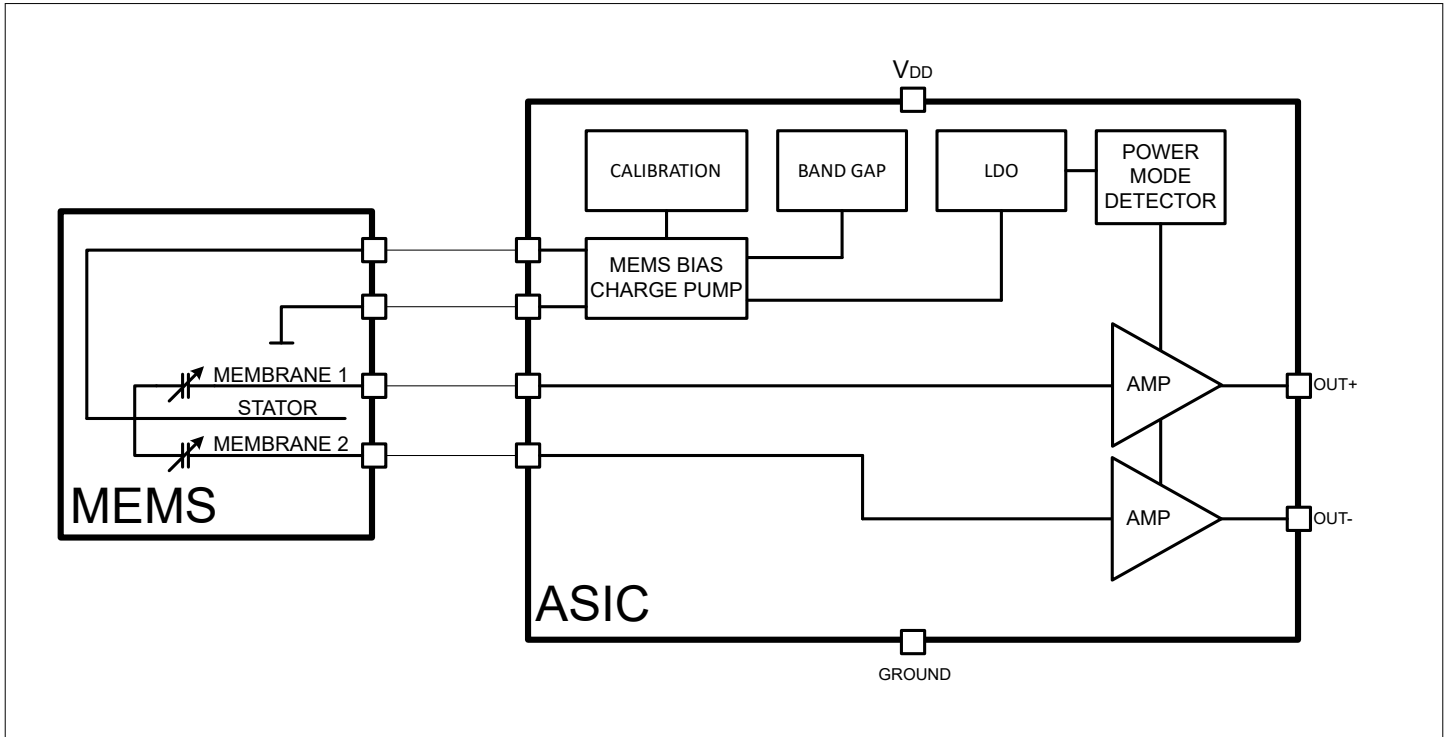 VDD
CALIBRATION
BAND GAP
LDO
POWER
MODE
DETECTOR
MEMS BIAS
CHARGE PUMP
MEMBRANE 1
STATOR
MEMBRANE 2
MEMS
AMP
OUT+
AMP
OUT-
ASIC
GROUND